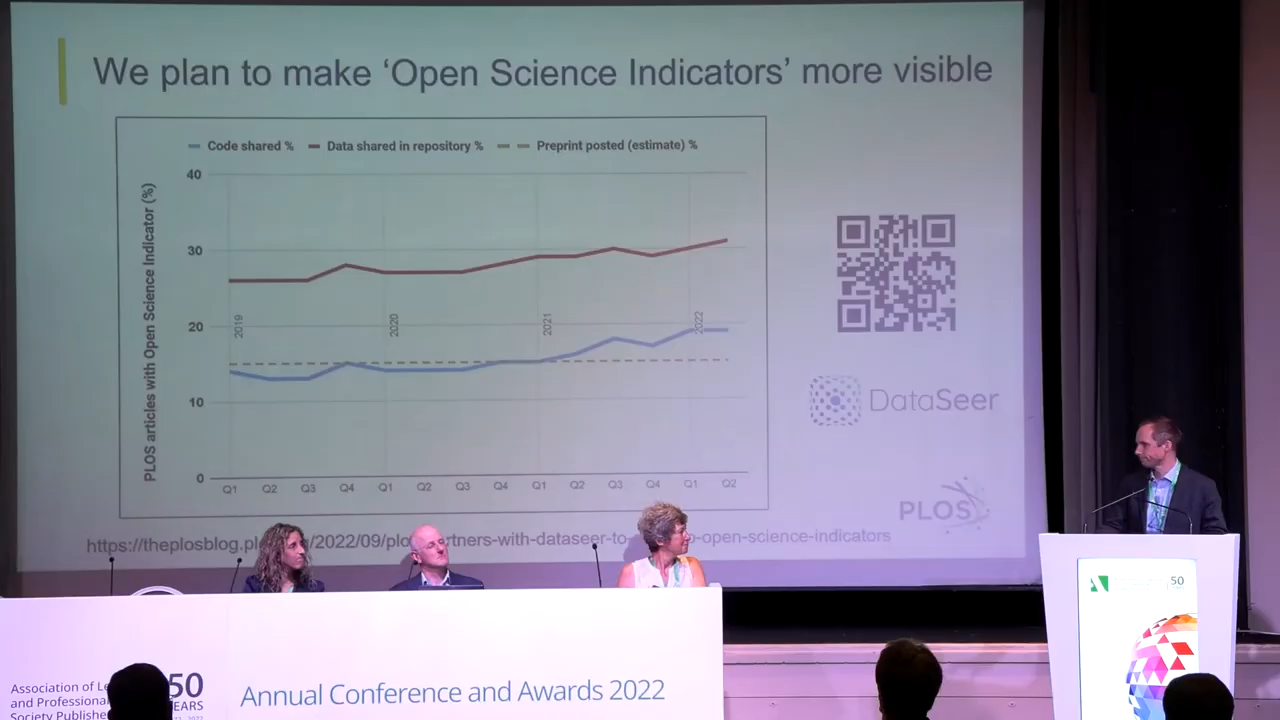 We plan to make ‘Open Science Indicators’ more visible
Code shared % Data shared in repository % Preprint posted (estimate) %
PLOS articles with Open Science Indicator (%)
40
30
20
10
0
2019 2020 2021 2022
Q1 Q2 Q3 Q4 Q1 Q2 Q3 Q4 Q1 Q2 Q3 Q4 Q1 Q2
DataSeer
PLOS
https://theplosblog.pl /2022/09/plo rtners-with-dataseer-to- -open-science-indicators
50
Association of Le
and Professiona
Society Publishe
50
EARS
2022
Annual Conference and Awards 2022